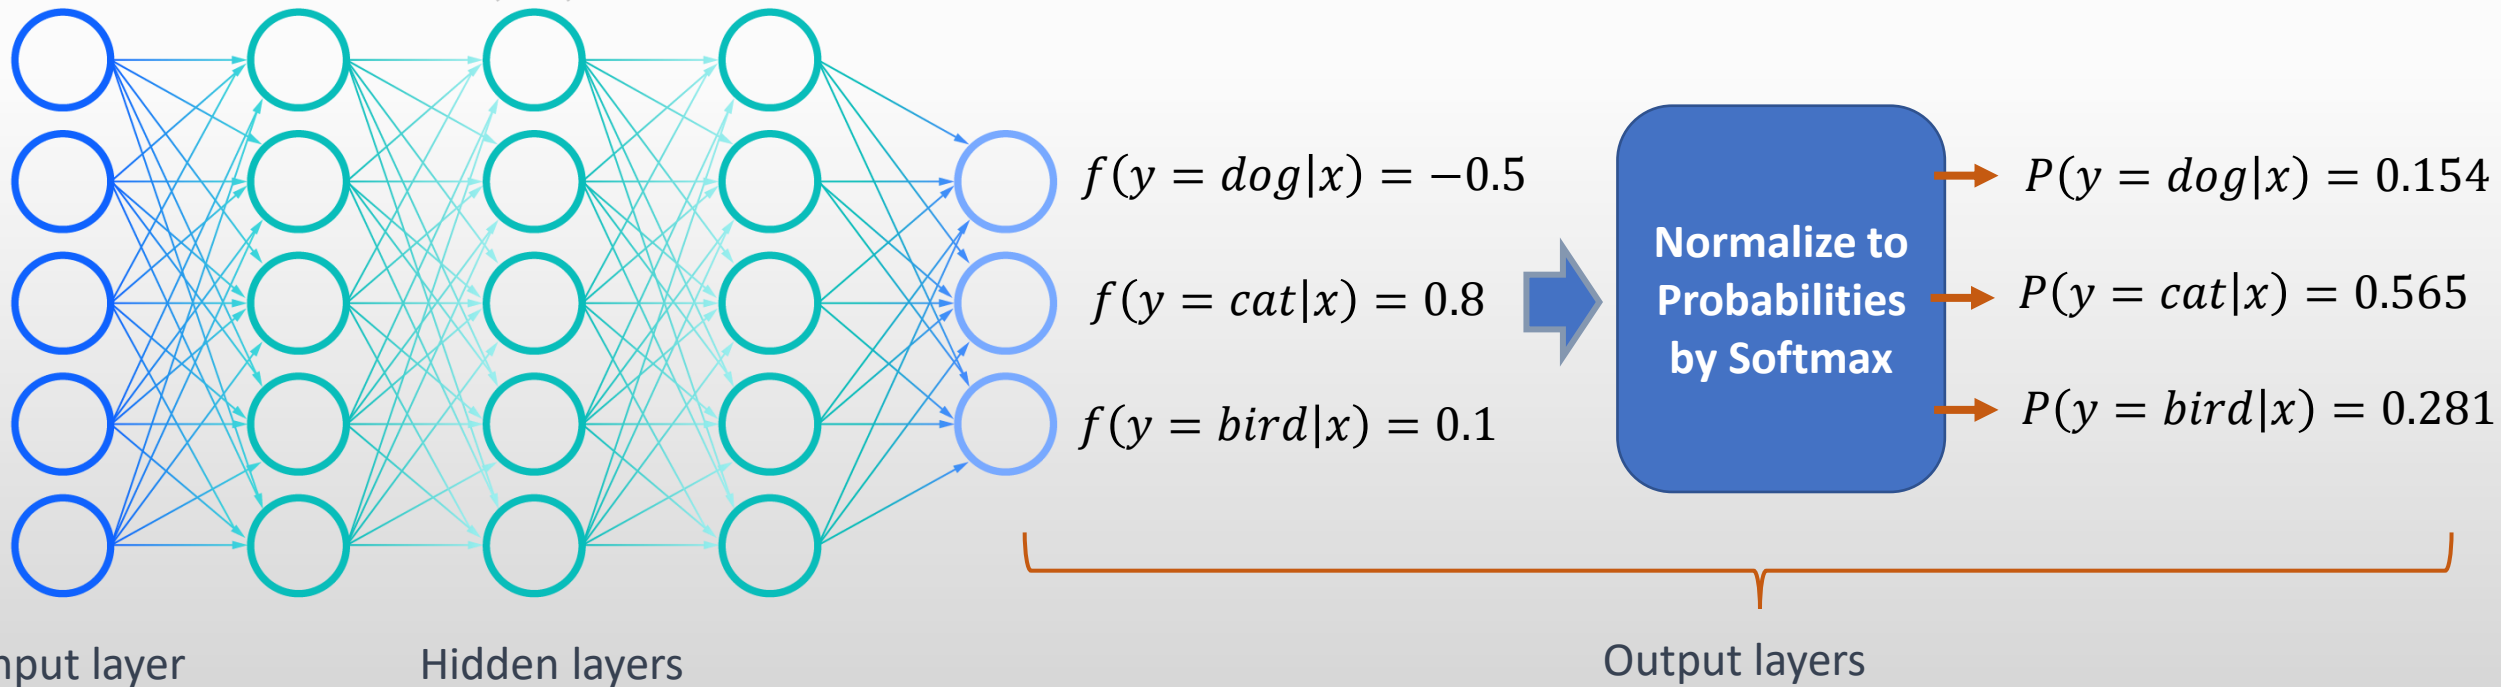 f(y = dog|x) = −0.5
f(y = cat|x) = 0.8
f(y = bird|x) = 0.1
Normalize to
Probabilities
by Softmax
P(y = dog|x) = 0.154
P(y = cat|x) = 0.565
P(y = bird|x) = 0.281
nput layer
Hidden layers
Output layers